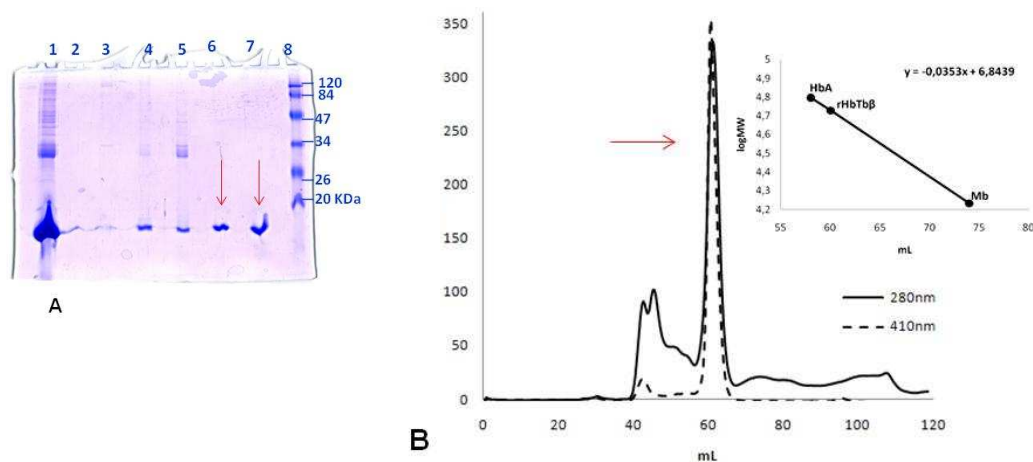 1 2 3 4 5 6 7 8
120
84
47
34
26
20 KDa
A
B
350
300
250
200
150
100
50
0
0 20 40 60 80 100 120
mL
280nm
410nm
y = -0,0353x + 6,8439
logMW
5
4,9
4,8
4,7
4,6
4,5
4,4
4,3
4,2
HbA
rHbTbβ
Mb
55 60 65 70 75 80
mL